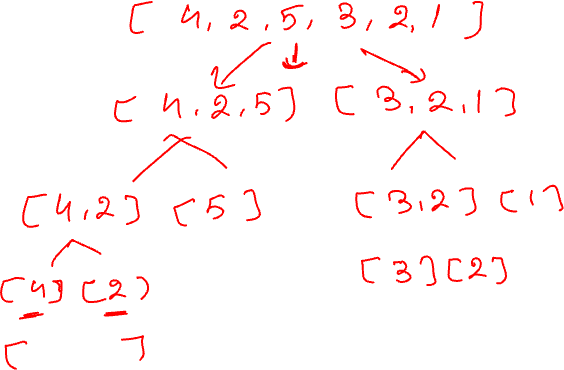 [ 4, 2, 5, 3, 2, 1 ]
[ 4, 2, 5 ] [ 3, 2, 1 ]
[ 4, 2 ] [ 5 ] [ 3, 2 ] [ 1 ]
[ 3 ] [ 2 ]
[ 4 ] [ 2 )
[ ]